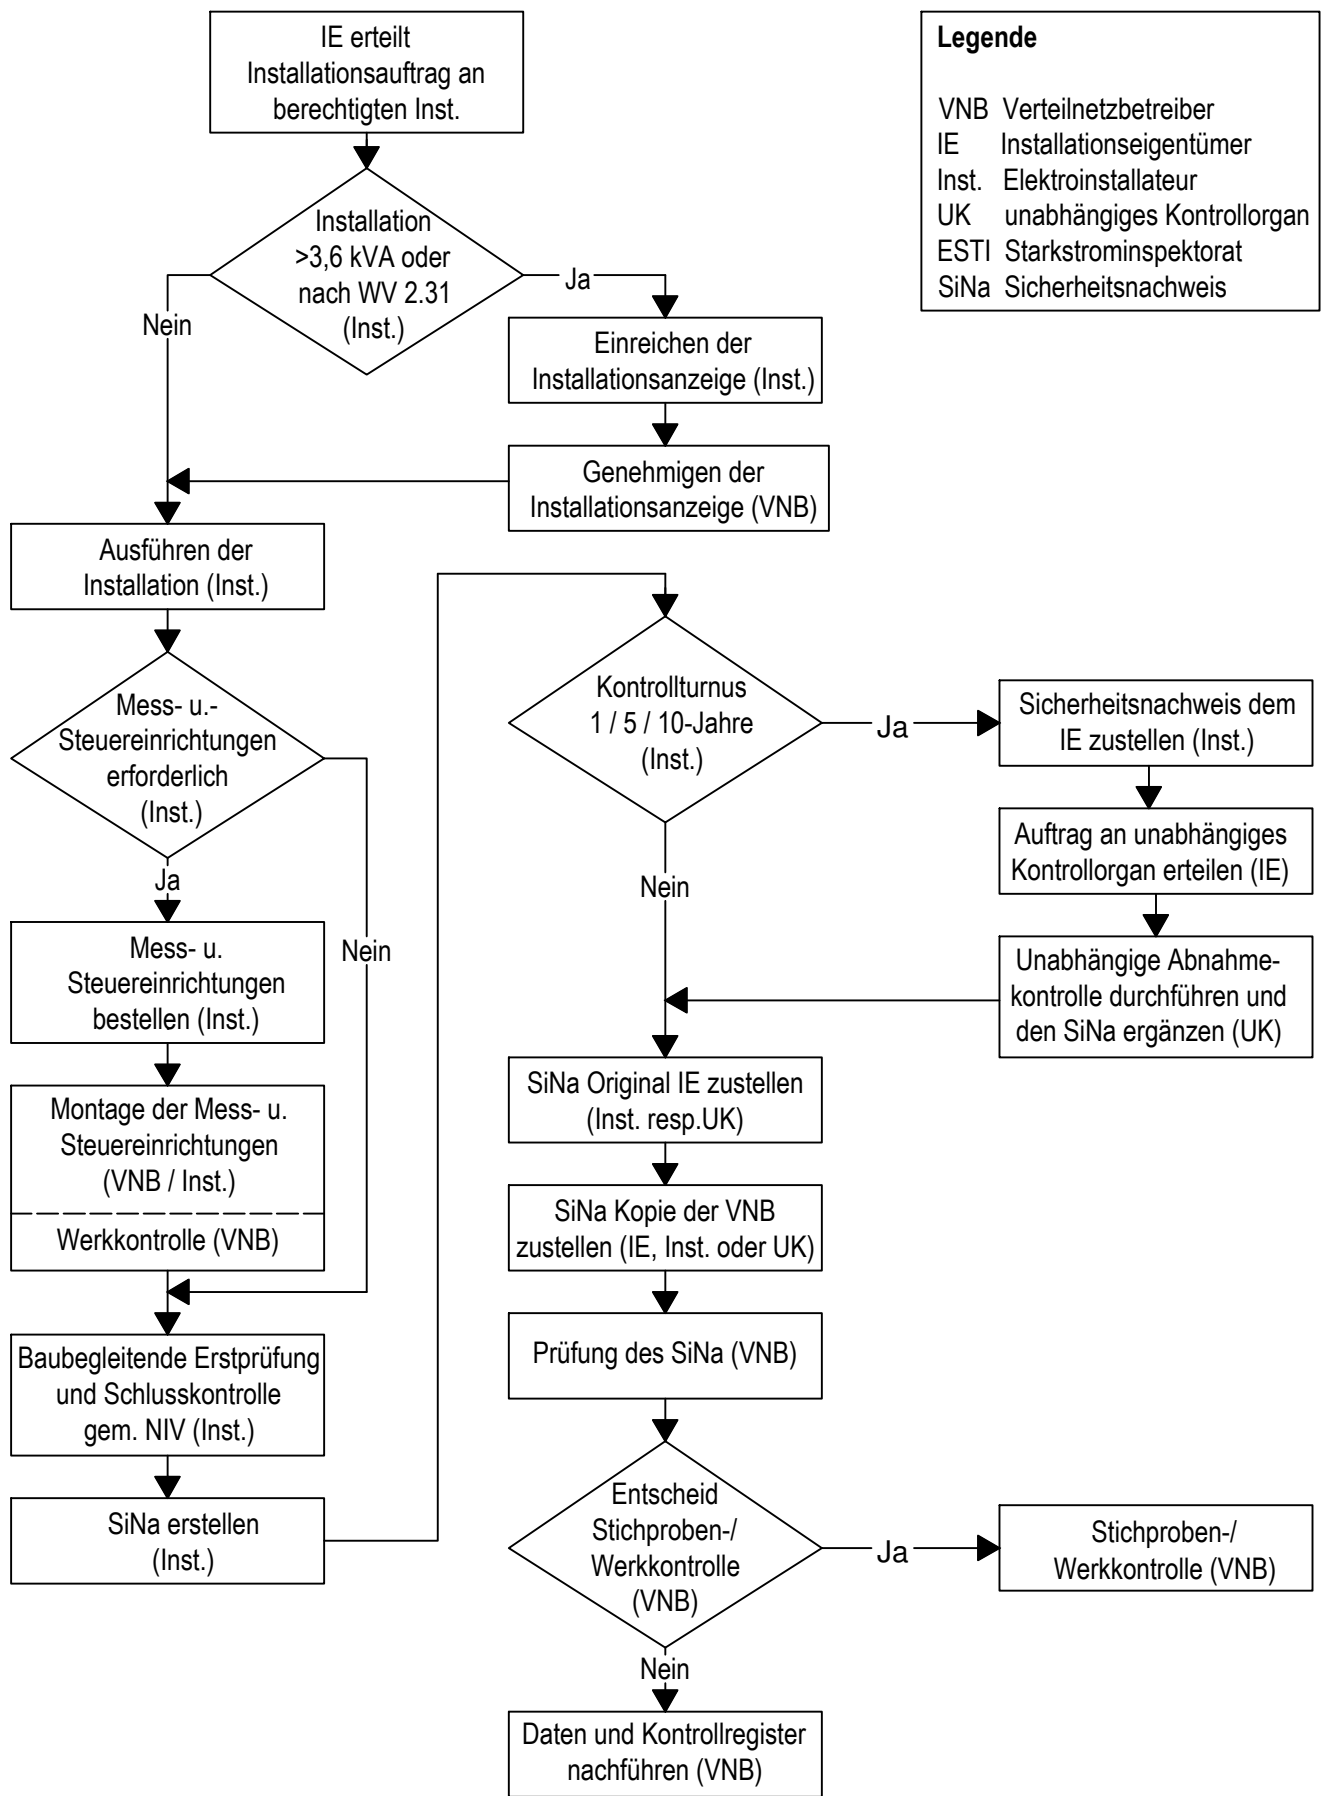 IE erteilt
Installationsauftrag an
berechtigten Inst.
Legende
VNB Verteilnetzbetreiber
IE Installationseigentümer
Inst. Elektroinstallateur
UK unabhängiges Kontrollorgan
ESTI Starkstrominspektorat
SiNa Sicherheitsnachweis
Installation
>3,6 kVA oder
nach WV 2.31
(Inst.)
Ja
Nein
Einreichen der
Installationsanzeige (Inst.)
Genehmigen der
Installationsanzeige (VNB)
Ausführen der
Installation (Inst.)
Mess- u.-
Steuereinrichtungen
erforderlich
(Inst.)
Ja
Nein
Mess- u.
Steuereinrichtungen
bestellen (Inst.)
Montage der Mess- u.
Steuereinrichtungen
(VNB / Inst.)
Werkkontrolle (VNB)
Baubegleitende Erstprüfung
und Schlusskontrolle
gem. NIV (Inst.)
SiNa erstellen
(Inst.)
Kontrollturnus
1 / 5 / 10-Jahre
(Inst.)
Ja
Nein
Sicherheitsnachweis dem
IE zustellen (Inst.)
Auftrag an unabhängiges
Kontrollorgan erteilen (IE)
Unabhängige Abnahme-
kontrolle durchführen und
den SiNa ergänzen (UK)
SiNa Original IE zustellen
(Inst. resp.UK)
SiNa Kopie der VNB
zustellen (IE, Inst. oder UK)
Prüfung des SiNa (VNB)
Entscheid
Stichproben-/
Werkkontrolle
(VNB)
Ja
Stichproben-/
Werkkontrolle (VNB)
Nein
Daten und Kontrollregister
nachführen (VNB)